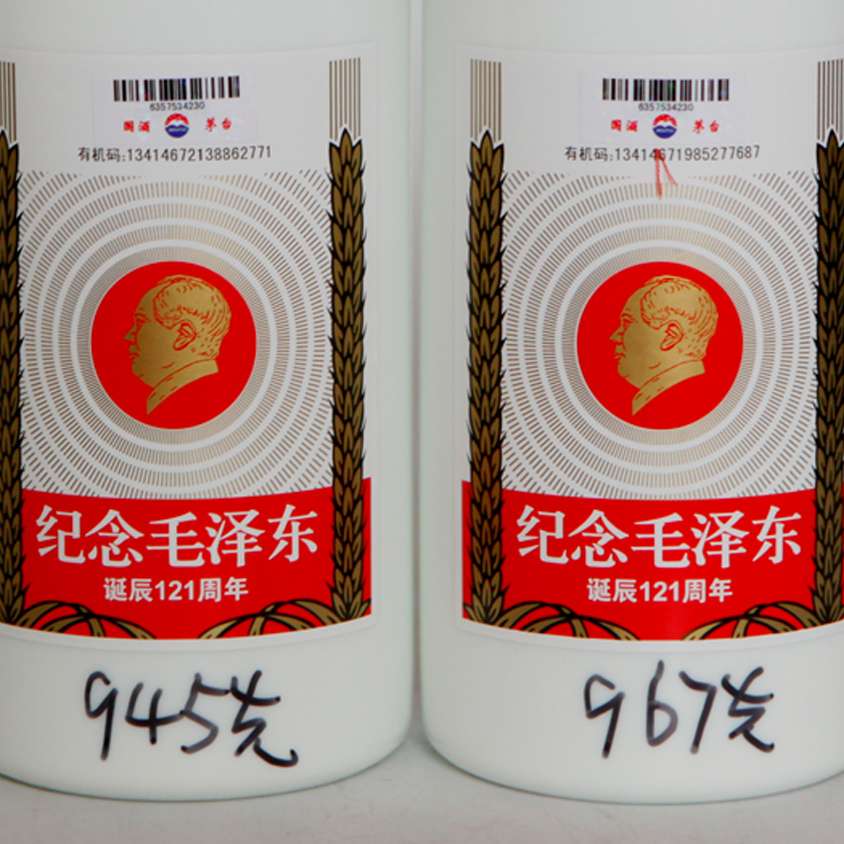 6357534230
国酒 茅台
有机码:13414672138862771
纪念毛泽东
诞辰121周年
945克
6357534230
国酒 茅台
有机码:13414671985277687
纪念毛泽东
诞辰121周年
967克